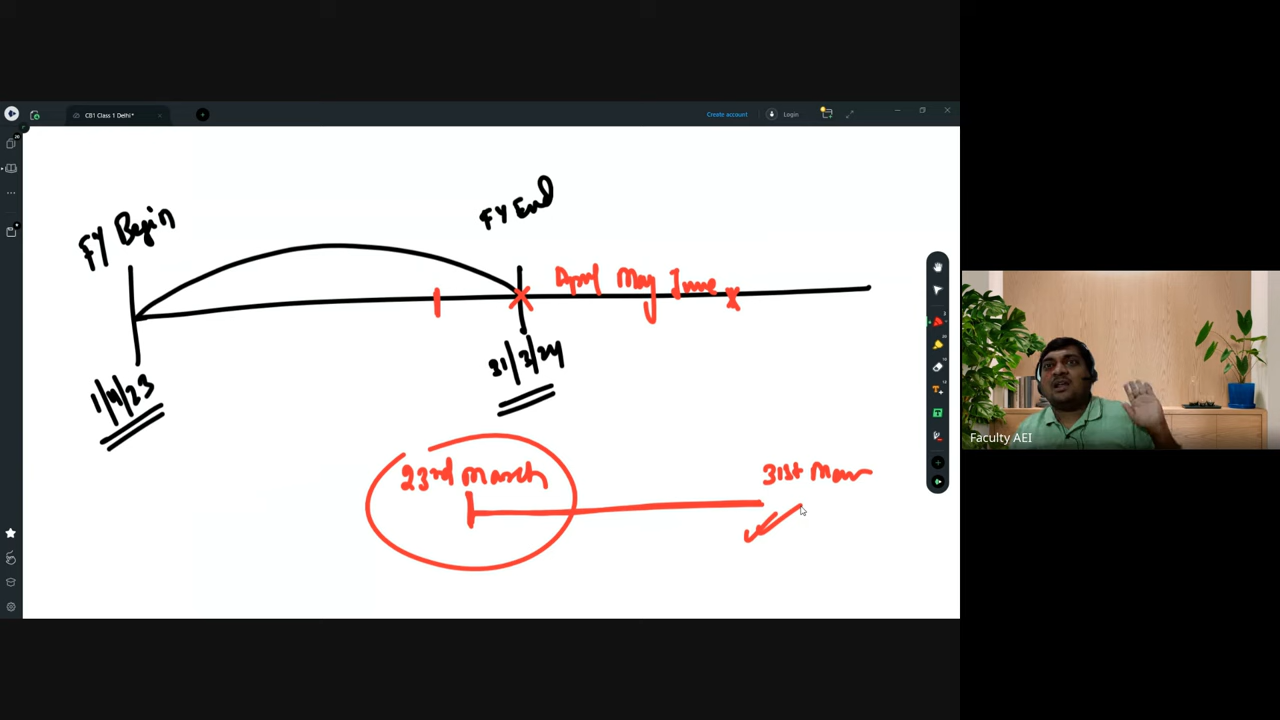 CB1 Class 1 Delhi*
Create account
Login
FY Begin
FY End
April May June
31/3/24
1/4/23
23rd March
31st Mar
Faculty AEI